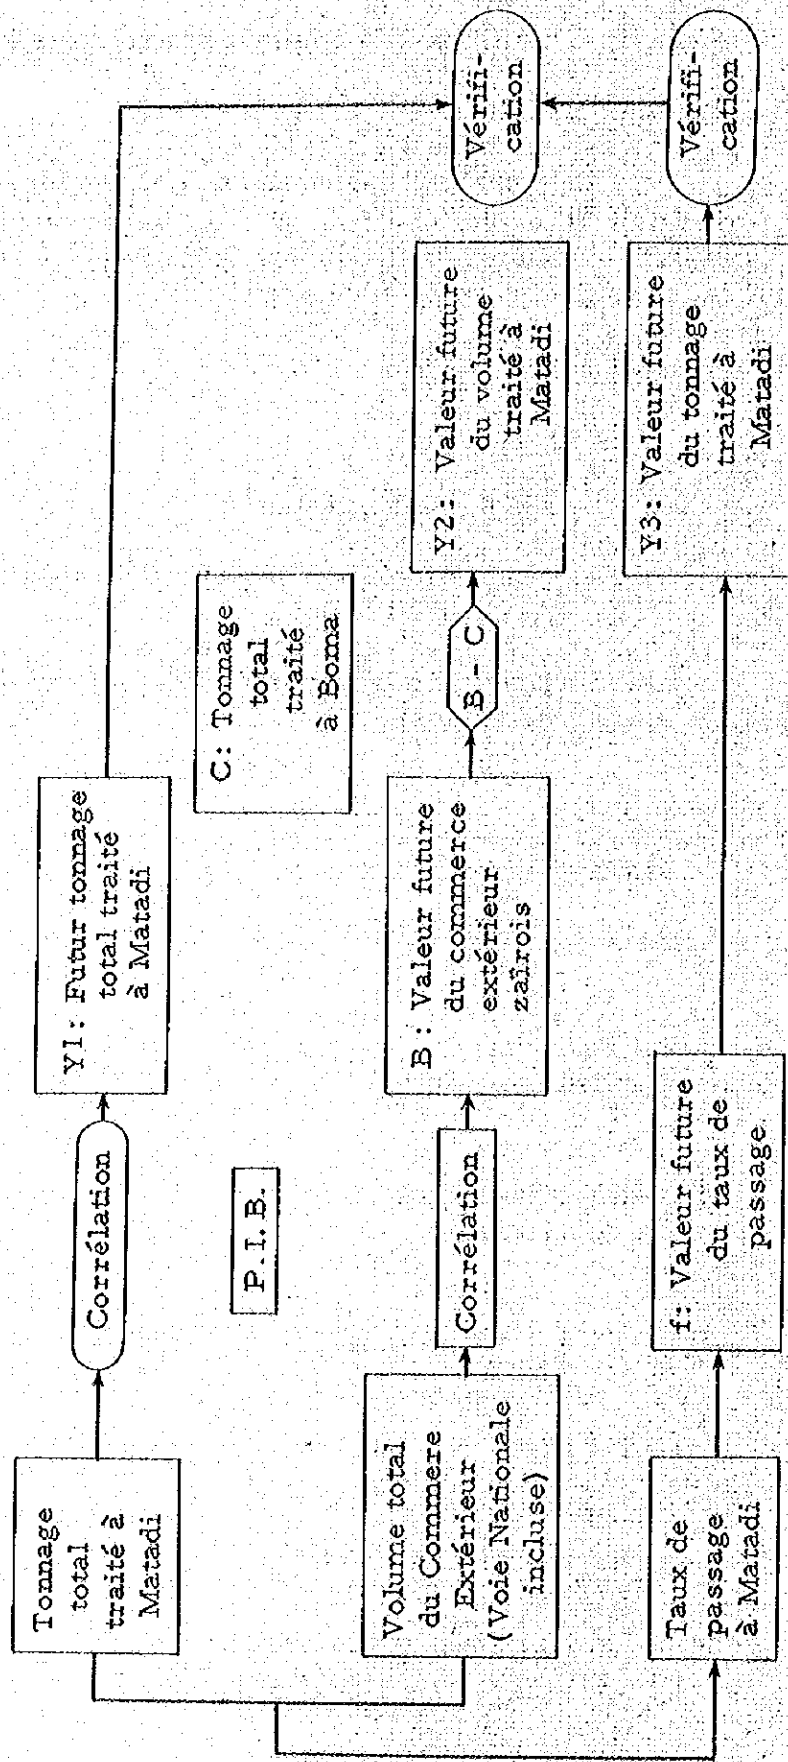 Tonnage
total
traité à
Matadi
Corrélation
Y1: Futur tonnage
total traité
à Matadi
P.I.B.
C: Tonnage
total
traité
à Boma
Volume total
du Commere
Extérieur
(Voie Nationale
incluse)
Corrélation
B: Valeur future
du commerce
extérieur
zaïrois
B - C
Y2: Valeur future
du volume
traité à
Matadi
Vérifi-
cation
Taux de
passage
à Matadi
f: Valeur future
du taux de
passage
Y3: Valeur future
du tonnage
traité à
Matadi
Vérifi-
cation